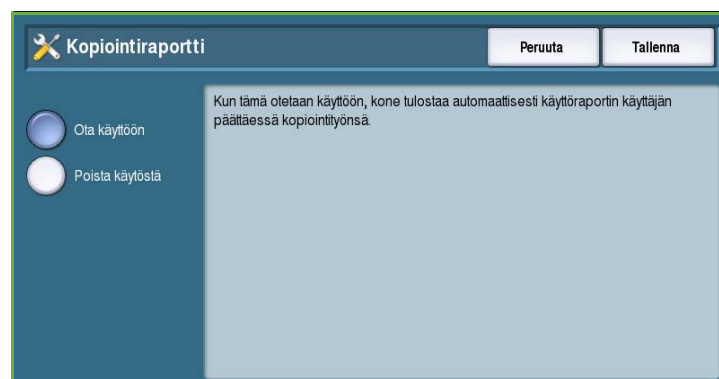 Kopiointiraportti
Peruuta
Tallenna
Ota käyttöön
Poista käytöstä
Kun tämä otetaan käyttöön, kone tulostaa automaattisesti käyttöraportin käyttäjän
päättäessä kopiointityönsä.